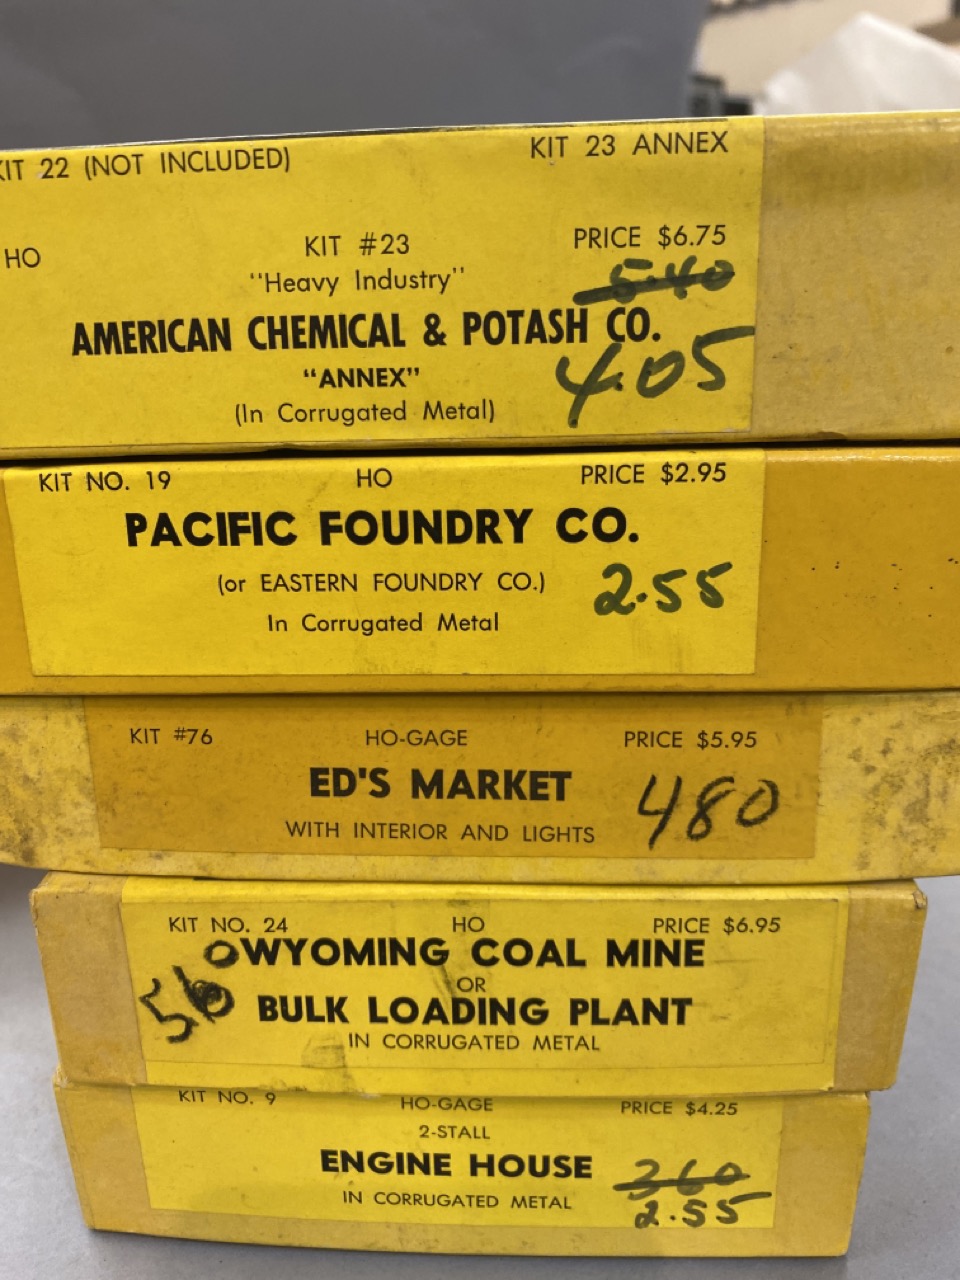 KIT 22 (NOT INCLUDED) KIT 23 ANNEX
HO KIT #23 PRICE $6.75
"Heavy Industry" 5.40
AMERICAN CHEMICAL & POTASH CO.
"ANNEX" 4.05
(In Corrugated Metal)
KIT NO. 19 HO PRICE $2.95
PACIFIC FOUNDRY CO.
(or EASTERN FOUNDRY CO.) 2.55
In Corrugated Metal
KIT #76 HO-GAGE PRICE $5.95
ED'S MARKET 480
WITH INTERIOR AND LIGHTS
KIT NO. 24 HO PRICE $6.95
WYOMING COAL MINE
560 OR
BULK LOADING PLANT
IN CORRUGATED METAL
KIT NO. 9 HO-GAGE PRICE $4.25
2-STALL
ENGINE HOUSE 360
IN CORRUGATED METAL 2.55